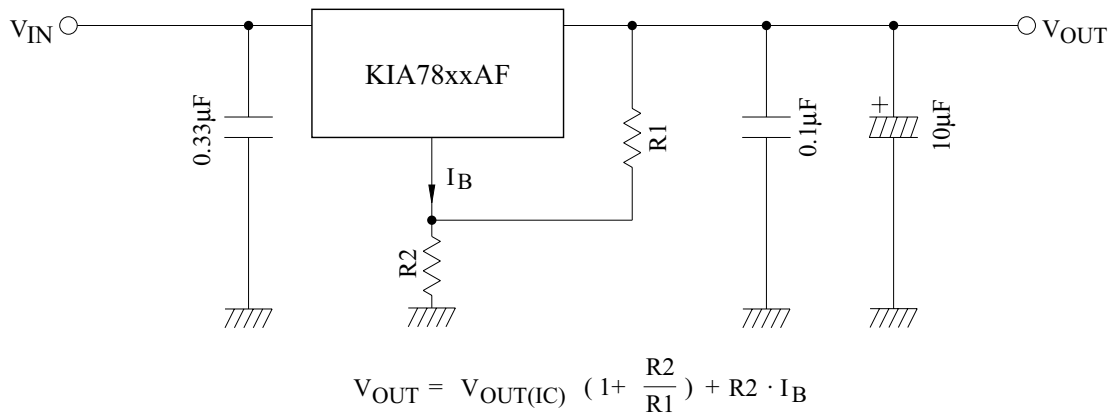 VIN
KIA78xxAF
VOUT
0.33µF
IB
R1
R2
0.1µF
+
10µF
VOUT = VOUT(IC) ( 1+ R2/R1 ) + R2 · IB